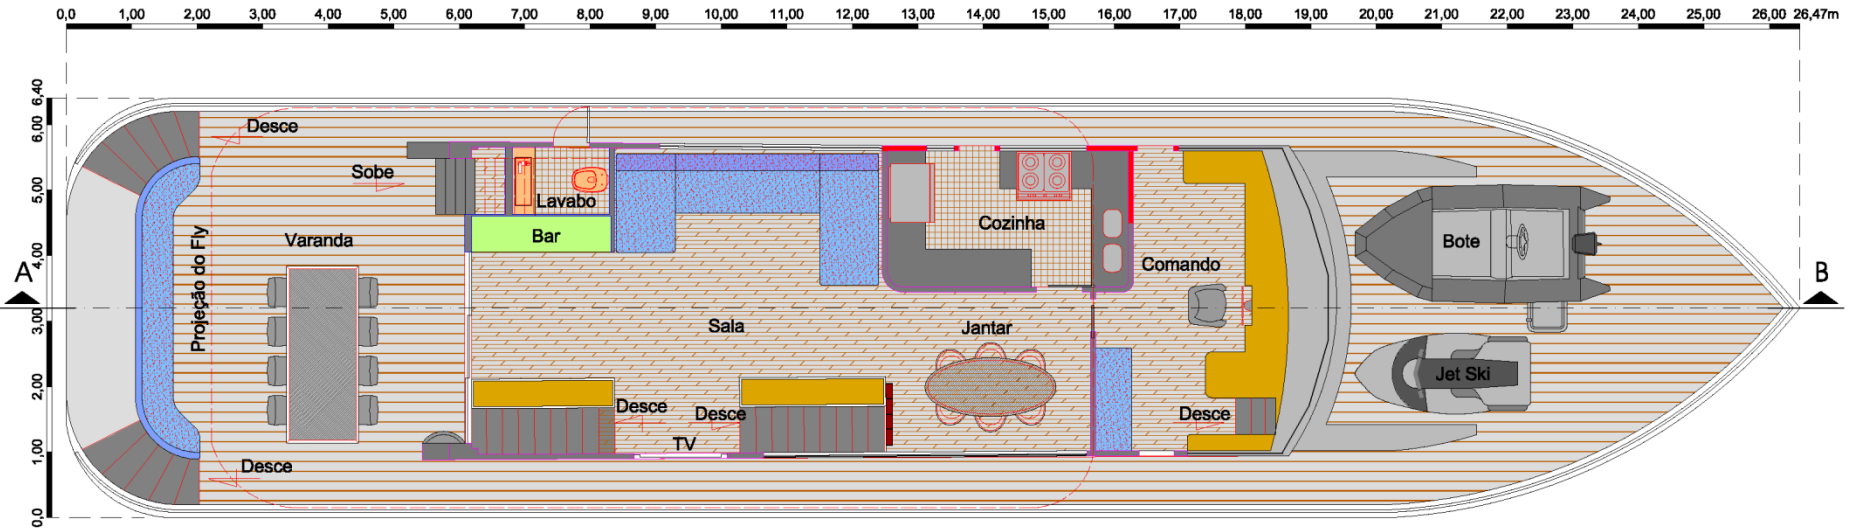 0,0 1,00 2,00 3,00 4,00 5,00 6,00 7,00 8,00 9,00 10,00 11,00 12,00 13,00 14,00 15,00 16,00 17,00 18,00 19,00 20,00 21,00 22,00 23,00 24,00 25,00 26,00 26,47m
6,40
6,00
5,00
4,00
3,00
2,00
1,00
0,0
A
B
Desce
Sobe
Lavabo
Bar
Varanda
Projeção do Fly
Cozinha
Comando
Bote
Sala
Jantar
Jet Ski
Desce
Desce
Desce
TV
Desce